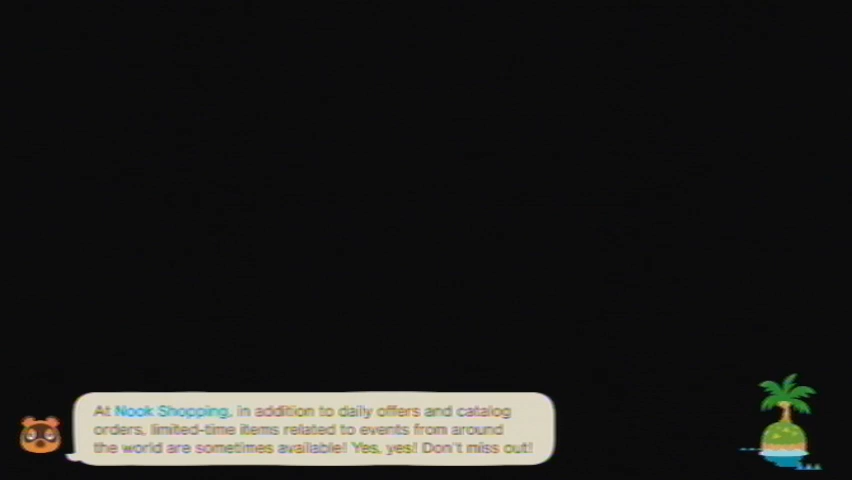 At Nook Shopping, in addition to daily offers and catalog
orders, limited-time items related to events from around
the world are sometimes available! Yes, yes! Don't miss out!